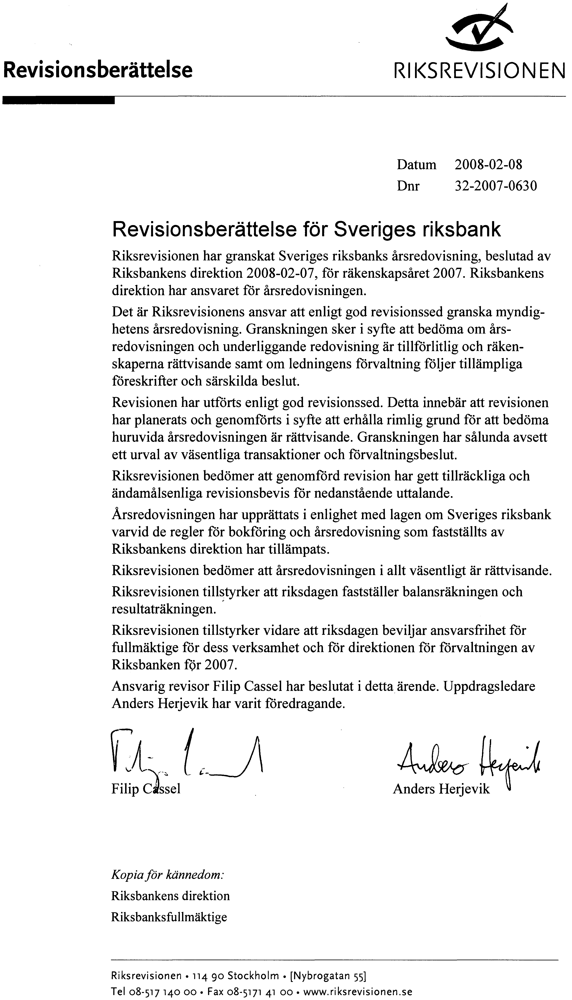 Revisionsberättelse
RIKSREVISIONEN
Datum 2008-02-08
Dnr 32-2007-0630
Revisionsberättelse för Sveriges riksbank
Riksrevisionen har granskat Sveriges riksbanks årsredovisning, beslutad av
Riksbankens direktion 2008-02-07, för räkenskapsåret 2007. Riksbankens
direktion har ansvaret för årsredovisningen.
Det är Riksrevisionens ansvar att enligt god revisionssed granska myndig-
hetens årsredovisning. Granskningen sker i syfte att bedöma om års-
redovisningen och underliggande redovisning är tillförlitlig och räken-
skaperna rättvisande samt om ledningens förvaltning följer tillämpliga
föreskrifter och särskilda beslut.
Revisionen har utförts enligt god revisionssed. Detta innebär att revisionen
har planerats och genomförts i syfte att erhålla rimlig grund för att bedöma
huruvida årsredovisningen är rättvisande. Granskningen har sålunda avsett
ett urval av väsentliga transaktioner och förvaltningsbeslut.
Riksrevisionen bedömer att genomförd revision har gett tillräckliga och
ändamålsenliga revisionsbevis för nedanstående uttalande.
Årsredovisningen har upprättats i enlighet med lagen om Sveriges riksbank
varvid de regler för bokföring och årsredovisning som fastställts av
Riksbankens direktion har tillämpats.
Riksrevisionen bedömer att årsredovisningen i allt väsentligt är rättvisande.
Riksrevisionen tillstyrker att riksdagen fastställer balansräkningen och
resultaträkningen.
Riksrevisionen tillstyrker vidare att riksdagen beviljar ansvarsfrihet för
fullmäktige för dess verksamhet och för direktionen för förvaltningen av
Riksbanken för 2007.
Ansvarig revisor Filip Cassel har beslutat i detta ärende. Uppdragsledare
Anders Herjevik har varit föredragande.
Anders Herjevik
Filip Cassel
Anders Herjevik
Kopia för kännedom:
Riksbankens direktion
Riksbanksfullmäktige
Riksrevisionen • 114 90 Stockholm • [Nybrogatan 55]
Tel 08-517 140 00 • Fax 08-5171 41 00 • www.riksrevisionen.se